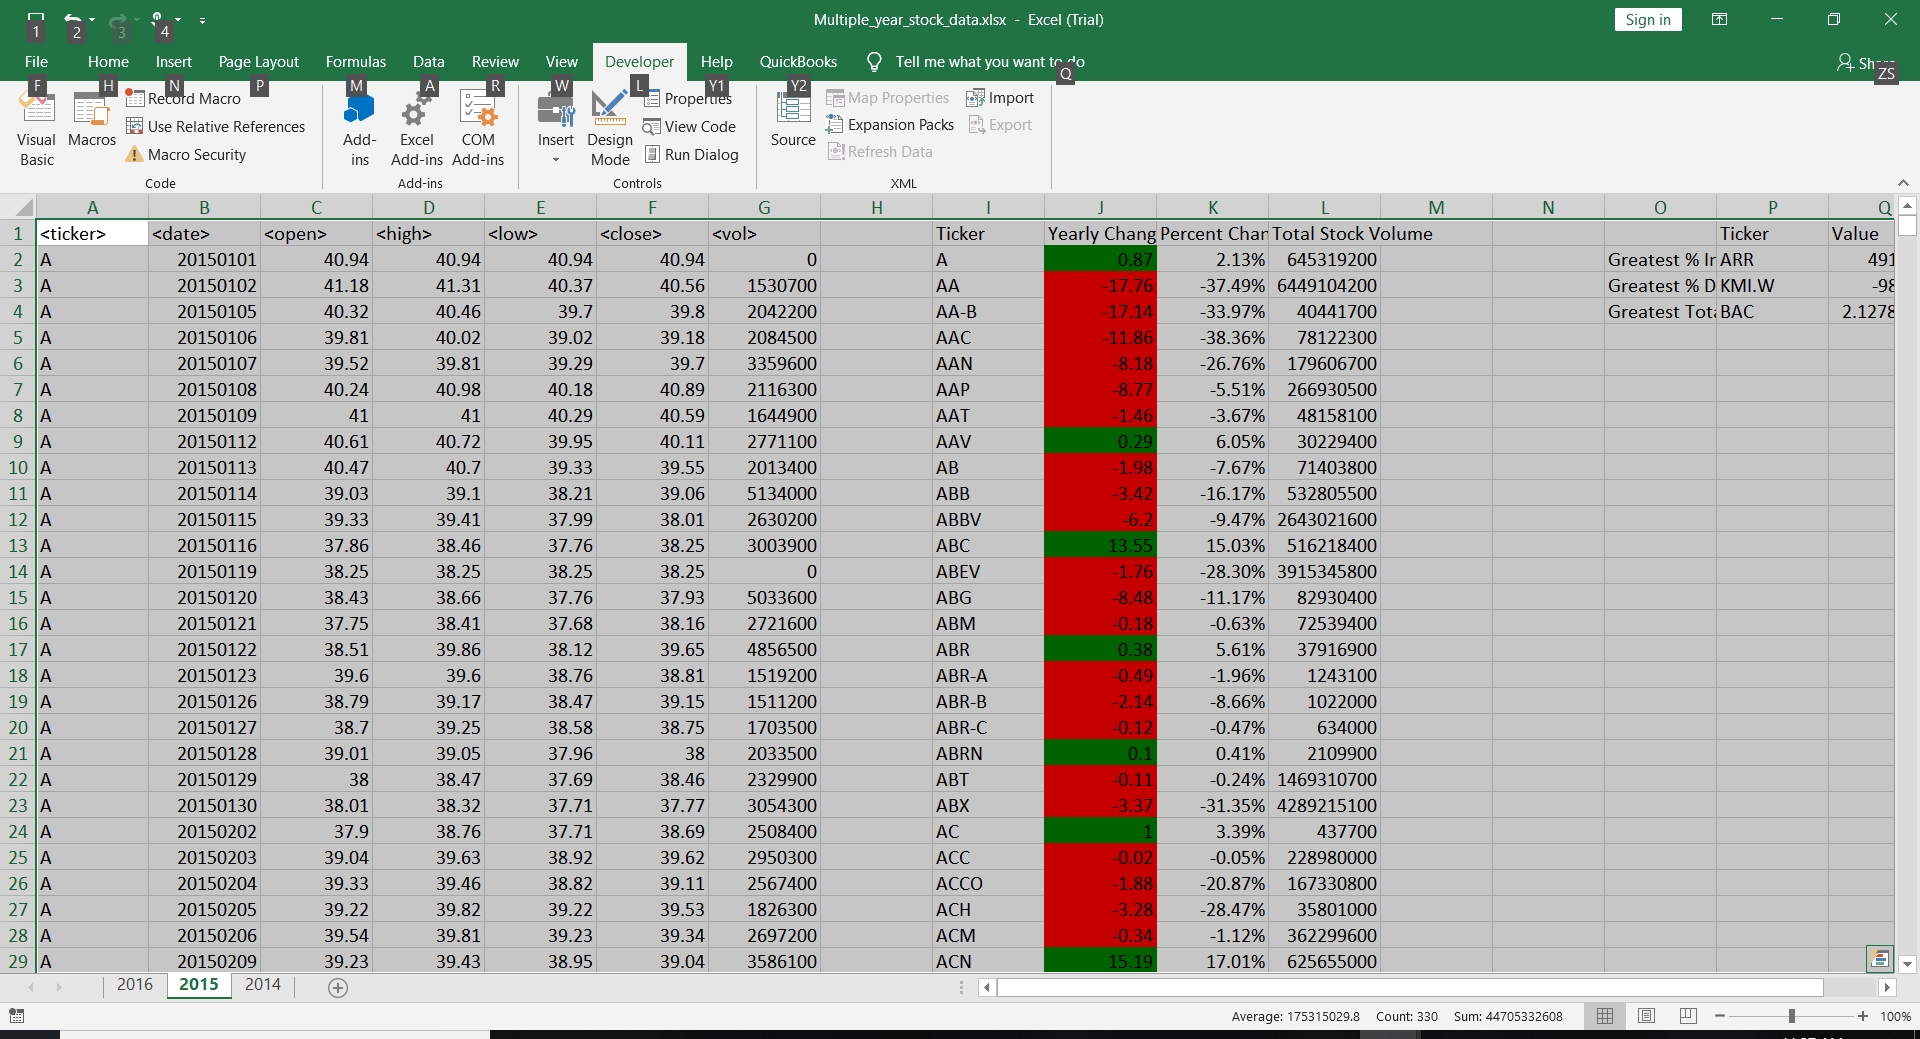 Multiple_year_stock_data.xlsx - Excel (Trial)
Sign in
1 2 3 4
File Home Insert Page Layout Formulas Data Review View Developer Help QuickBooks Tell me what you want to do
F H N P M A R W L Y1 Y2 Q ZS
Visual Basic
Macros
Record Macro
Use Relative References
Macro Security
Code
Add-ins
Excel Add-ins
COM Add-ins
Add-ins
Insert
Design Mode
Properties
View Code
Run Dialog
Controls
Source
Map Properties
Expansion Packs
Refresh Data
Import
Export
XML
A B C D E F G H I J K L M N O P Q
1 <ticker> <date> <open> <high> <low> <close> <vol> Ticker Yearly Chang Percent Chan Total Stock Volume Ticker Value
2 A 20150101 40.94 40.94 40.94 40.94 0 A 0.87 2.13% 645319200 Greatest % In ARR 491
3 A 20150102 41.18 41.31 40.37 40.56 1530700 AA -17.76 -37.49% 6449104200 Greatest % D KMI.W -98
4 A 20150105 40.32 40.46 39.7 39.8 2042200 AA-B -17.14 -33.97% 40441700 Greatest Tota BAC 2.1278
5 A 20150106 39.81 40.02 39.02 39.18 2084500 AAC -11.86 -38.36% 78122300
6 A 20150107 39.52 39.81 39.29 39.7 3359600 AAN -8.18 -26.76% 179606700
7 A 20150108 40.24 40.98 40.18 40.89 2116300 AAP -8.77 -5.51% 266930500
8 A 20150109 41 41 40.29 40.59 1644900 AAT -1.46 -3.67% 48158100
9 A 20150112 40.61 40.72 39.95 40.11 2771100 AAV 0.29 6.05% 30229400
10 A 20150113 40.47 40.7 39.33 39.55 2013400 AB -1.98 -7.67% 71403800
11 A 20150114 39.03 39.1 38.21 39.06 5134000 ABB -3.42 -16.17% 532805500
12 A 20150115 39.33 39.41 37.99 38.01 2630200 ABBV -6.2 -9.47% 2643021600
13 A 20150116 37.86 38.46 37.76 38.25 3003900 ABC 13.55 15.03% 516218400
14 A 20150119 38.25 38.25 38.25 38.25 0 ABEV -1.76 -28.30% 3915345800
15 A 20150120 38.43 38.66 37.76 37.93 5033600 ABG -8.48 -11.17% 82930400
16 A 20150121 37.75 38.41 37.68 38.16 2721600 ABM -0.18 -0.63% 72539400
17 A 20150122 38.51 39.86 38.12 39.65 4856500 ABR 0.38 5.61% 37916900
18 A 20150123 39.6 39.6 38.76 38.81 1519200 ABR-A -0.49 -1.96% 1243100
19 A 20150126 38.79 39.17 38.47 39.15 1511200 ABR-B -2.14 -8.66% 1022000
20 A 20150127 38.7 39.25 38.58 38.75 1703500 ABR-C -0.12 -0.47% 634000
21 A 20150128 39.01 39.05 37.96 38 2033500 ABRN 0.1 0.41% 2109900
22 A 20150129 38 38.47 37.69 38.46 2329900 ABT -0.11 -0.24% 1469310700
23 A 20150130 38.01 38.32 37.71 37.77 3054300 ABX -3.37 -31.35% 4289215100
24 A 20150202 37.9 38.76 37.71 38.69 2508400 AC 1 3.39% 437700
25 A 20150203 39.04 39.63 38.92 39.62 2950300 ACC -0.02 -0.05% 228980000
26 A 20150204 39.33 39.46 38.82 39.11 2567400 ACCO -1.88 -20.87% 167330800
27 A 20150205 39.22 39.82 39.22 39.53 1826300 ACH -3.28 -28.47% 35801000
28 A 20150206 39.54 39.81 39.23 39.34 2697200 ACM -0.34 -1.12% 362299600
29 A 20150209 39.23 39.43 38.95 39.04 3586100 ACN 15.19 17.01% 625655000
2016 2015 2014
Average: 175315029.8 Count: 330 Sum: 44705332608 100%